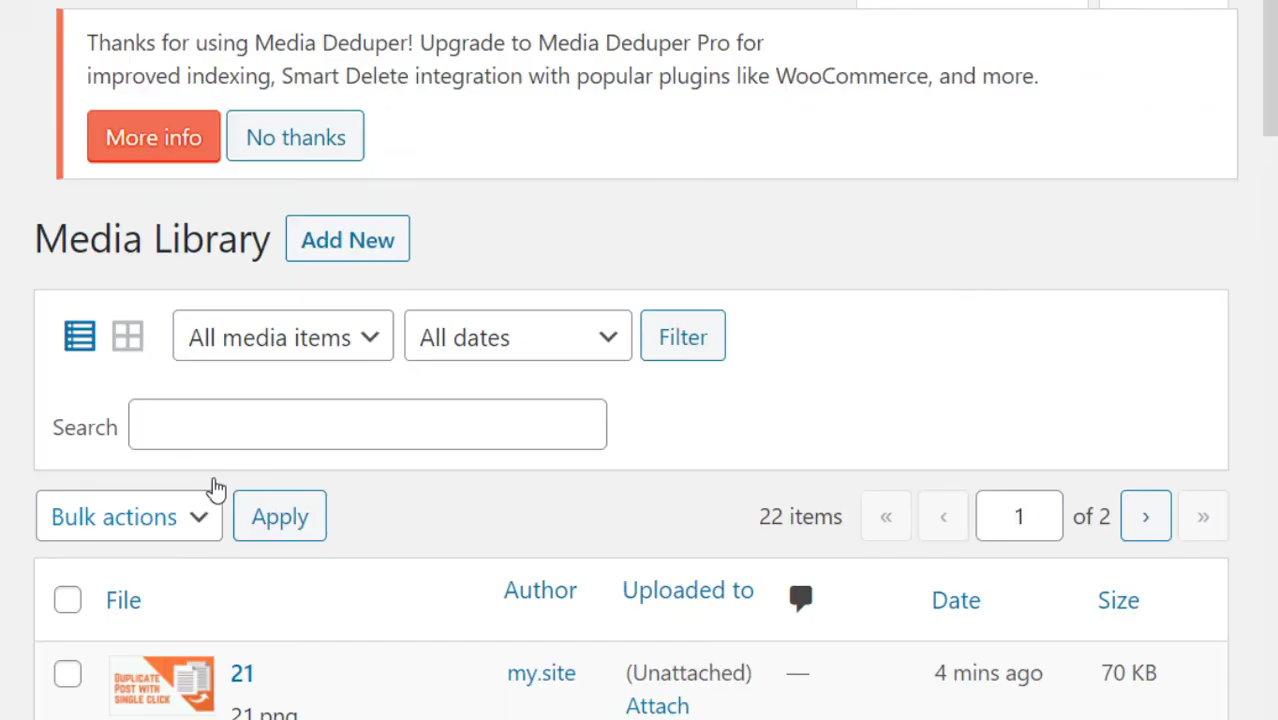 Thanks for using Media Deduper! Upgrade to Media Deduper Pro for
improved indexing, Smart Delete integration with popular plugins like WooCommerce, and more.
More info No thanks
Media Library Add New
All media items All dates Filter
Search
Bulk actions Apply 22 items « ‹ 1 of 2 › »
File Author Uploaded to Date Size
DUPLICATE
POST WITH
SINGLE CLICK
21 my.site (Unattached) — 4 mins ago 70 KB
Attach
21.png